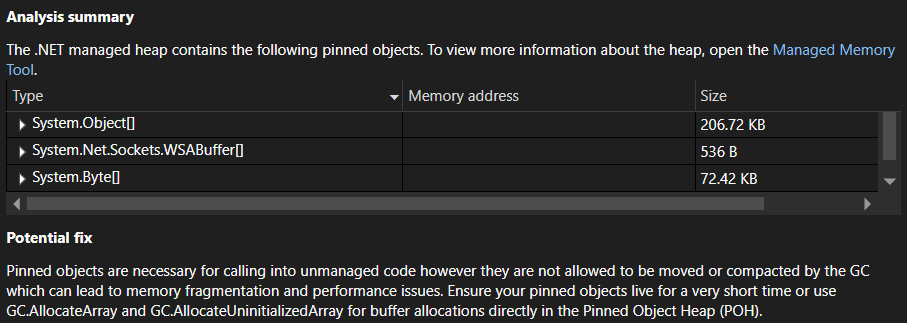 Analysis summary
The .NET managed heap contains the following pinned objects. To view more information about the heap, open the Managed Memory
Tool.
Type Memory address Size
System.Object[] 206.72 KB
System.Net.Sockets.WSABuffer[] 536 B
System.Byte[] 72.42 KB
Potential fix
Pinned objects are necessary for calling into unmanaged code however they are not allowed to be moved or compacted by the GC
which can lead to memory fragmentation and performance issues. Ensure your pinned objects live for a very short time or use
GC.AllocateArray and GC.AllocateUninitializedArray for buffer allocations directly in the Pinned Object Heap (POH).